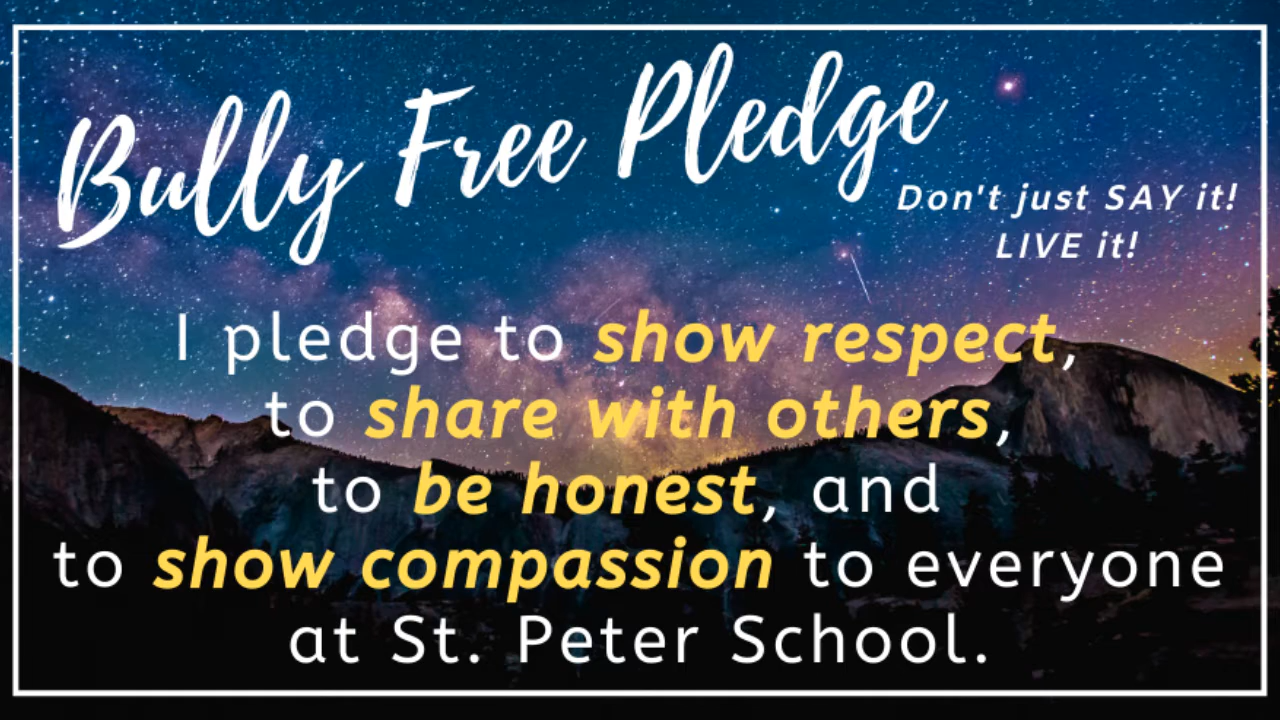 Bully Free Pledge
Don't just SAY it!
LIVE it!
I pledge to show respect,
to share with others,
to be honest, and
to show compassion to everyone
at St. Peter School.